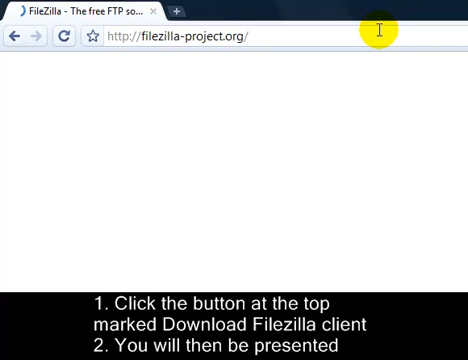 FileZilla - The free FTP so...
http://filezilla-project.org/
1. Click the button at the top
marked Download Filezilla client
2. You will then be presented